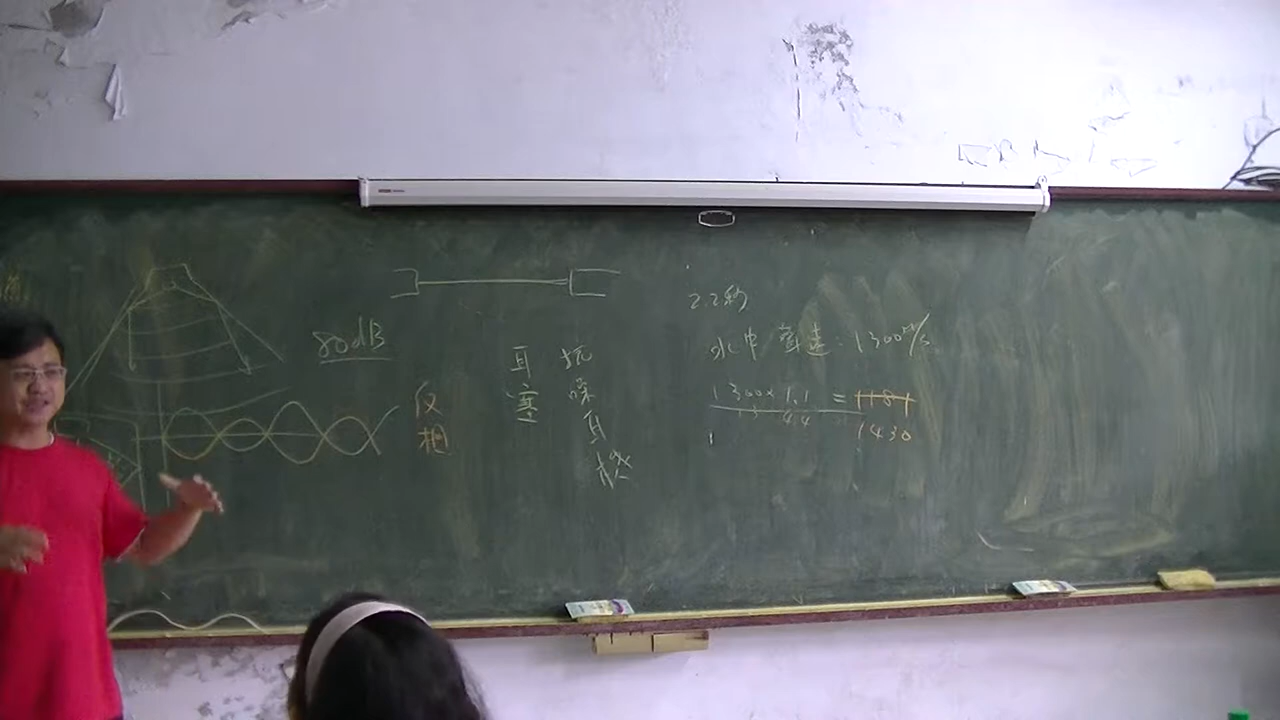 80dB
反相
耳塞
抗噪耳機
2.2秒
水中聲速:1300m/s
1300×1.1=
1430